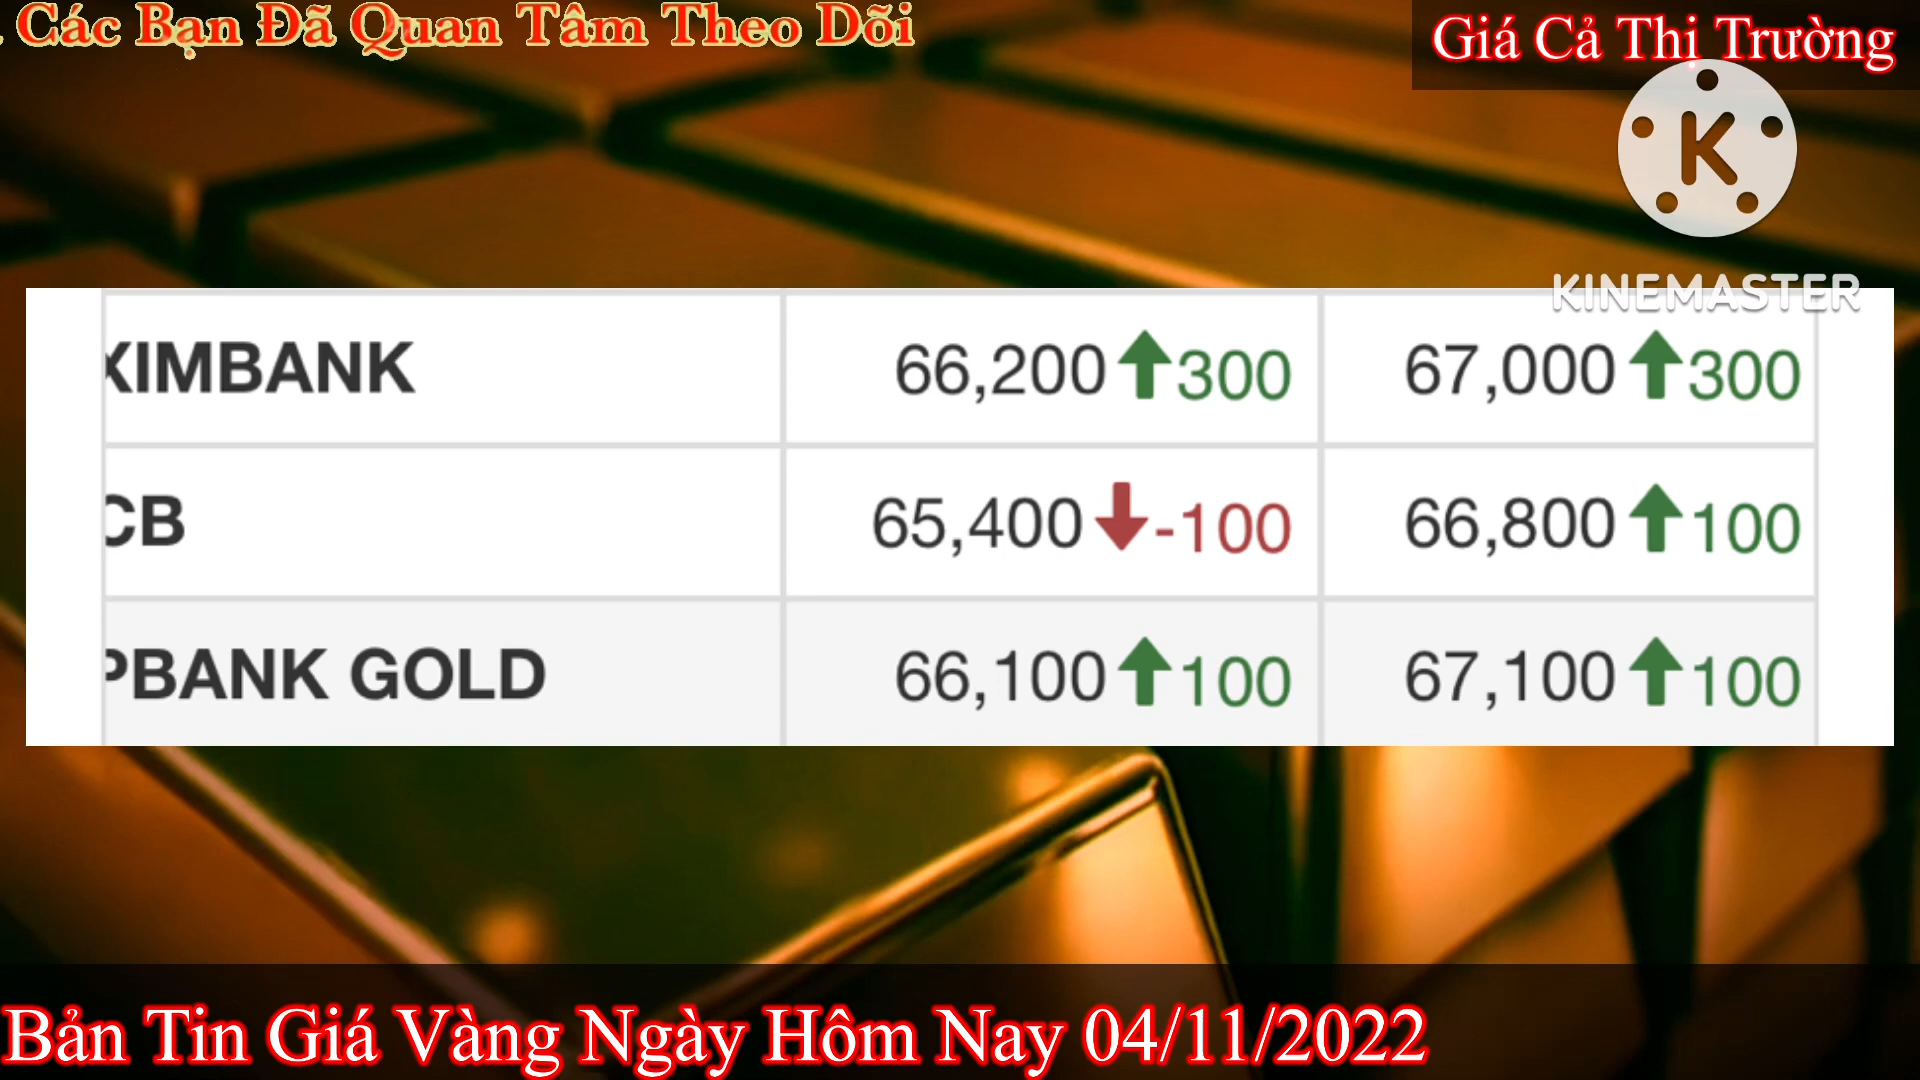 . Các Bạn Đã Quan Tâm Theo Dõi
Giá Cả Thị Trường
K
KINEMASTER
XIMBANK 66,200 300 67,000 300
CB 65,400 -100 66,800 100
PBANK GOLD 66,100 100 67,100 100
Bản Tin Giá Vàng Ngày Hôm Nay 04/11/2022